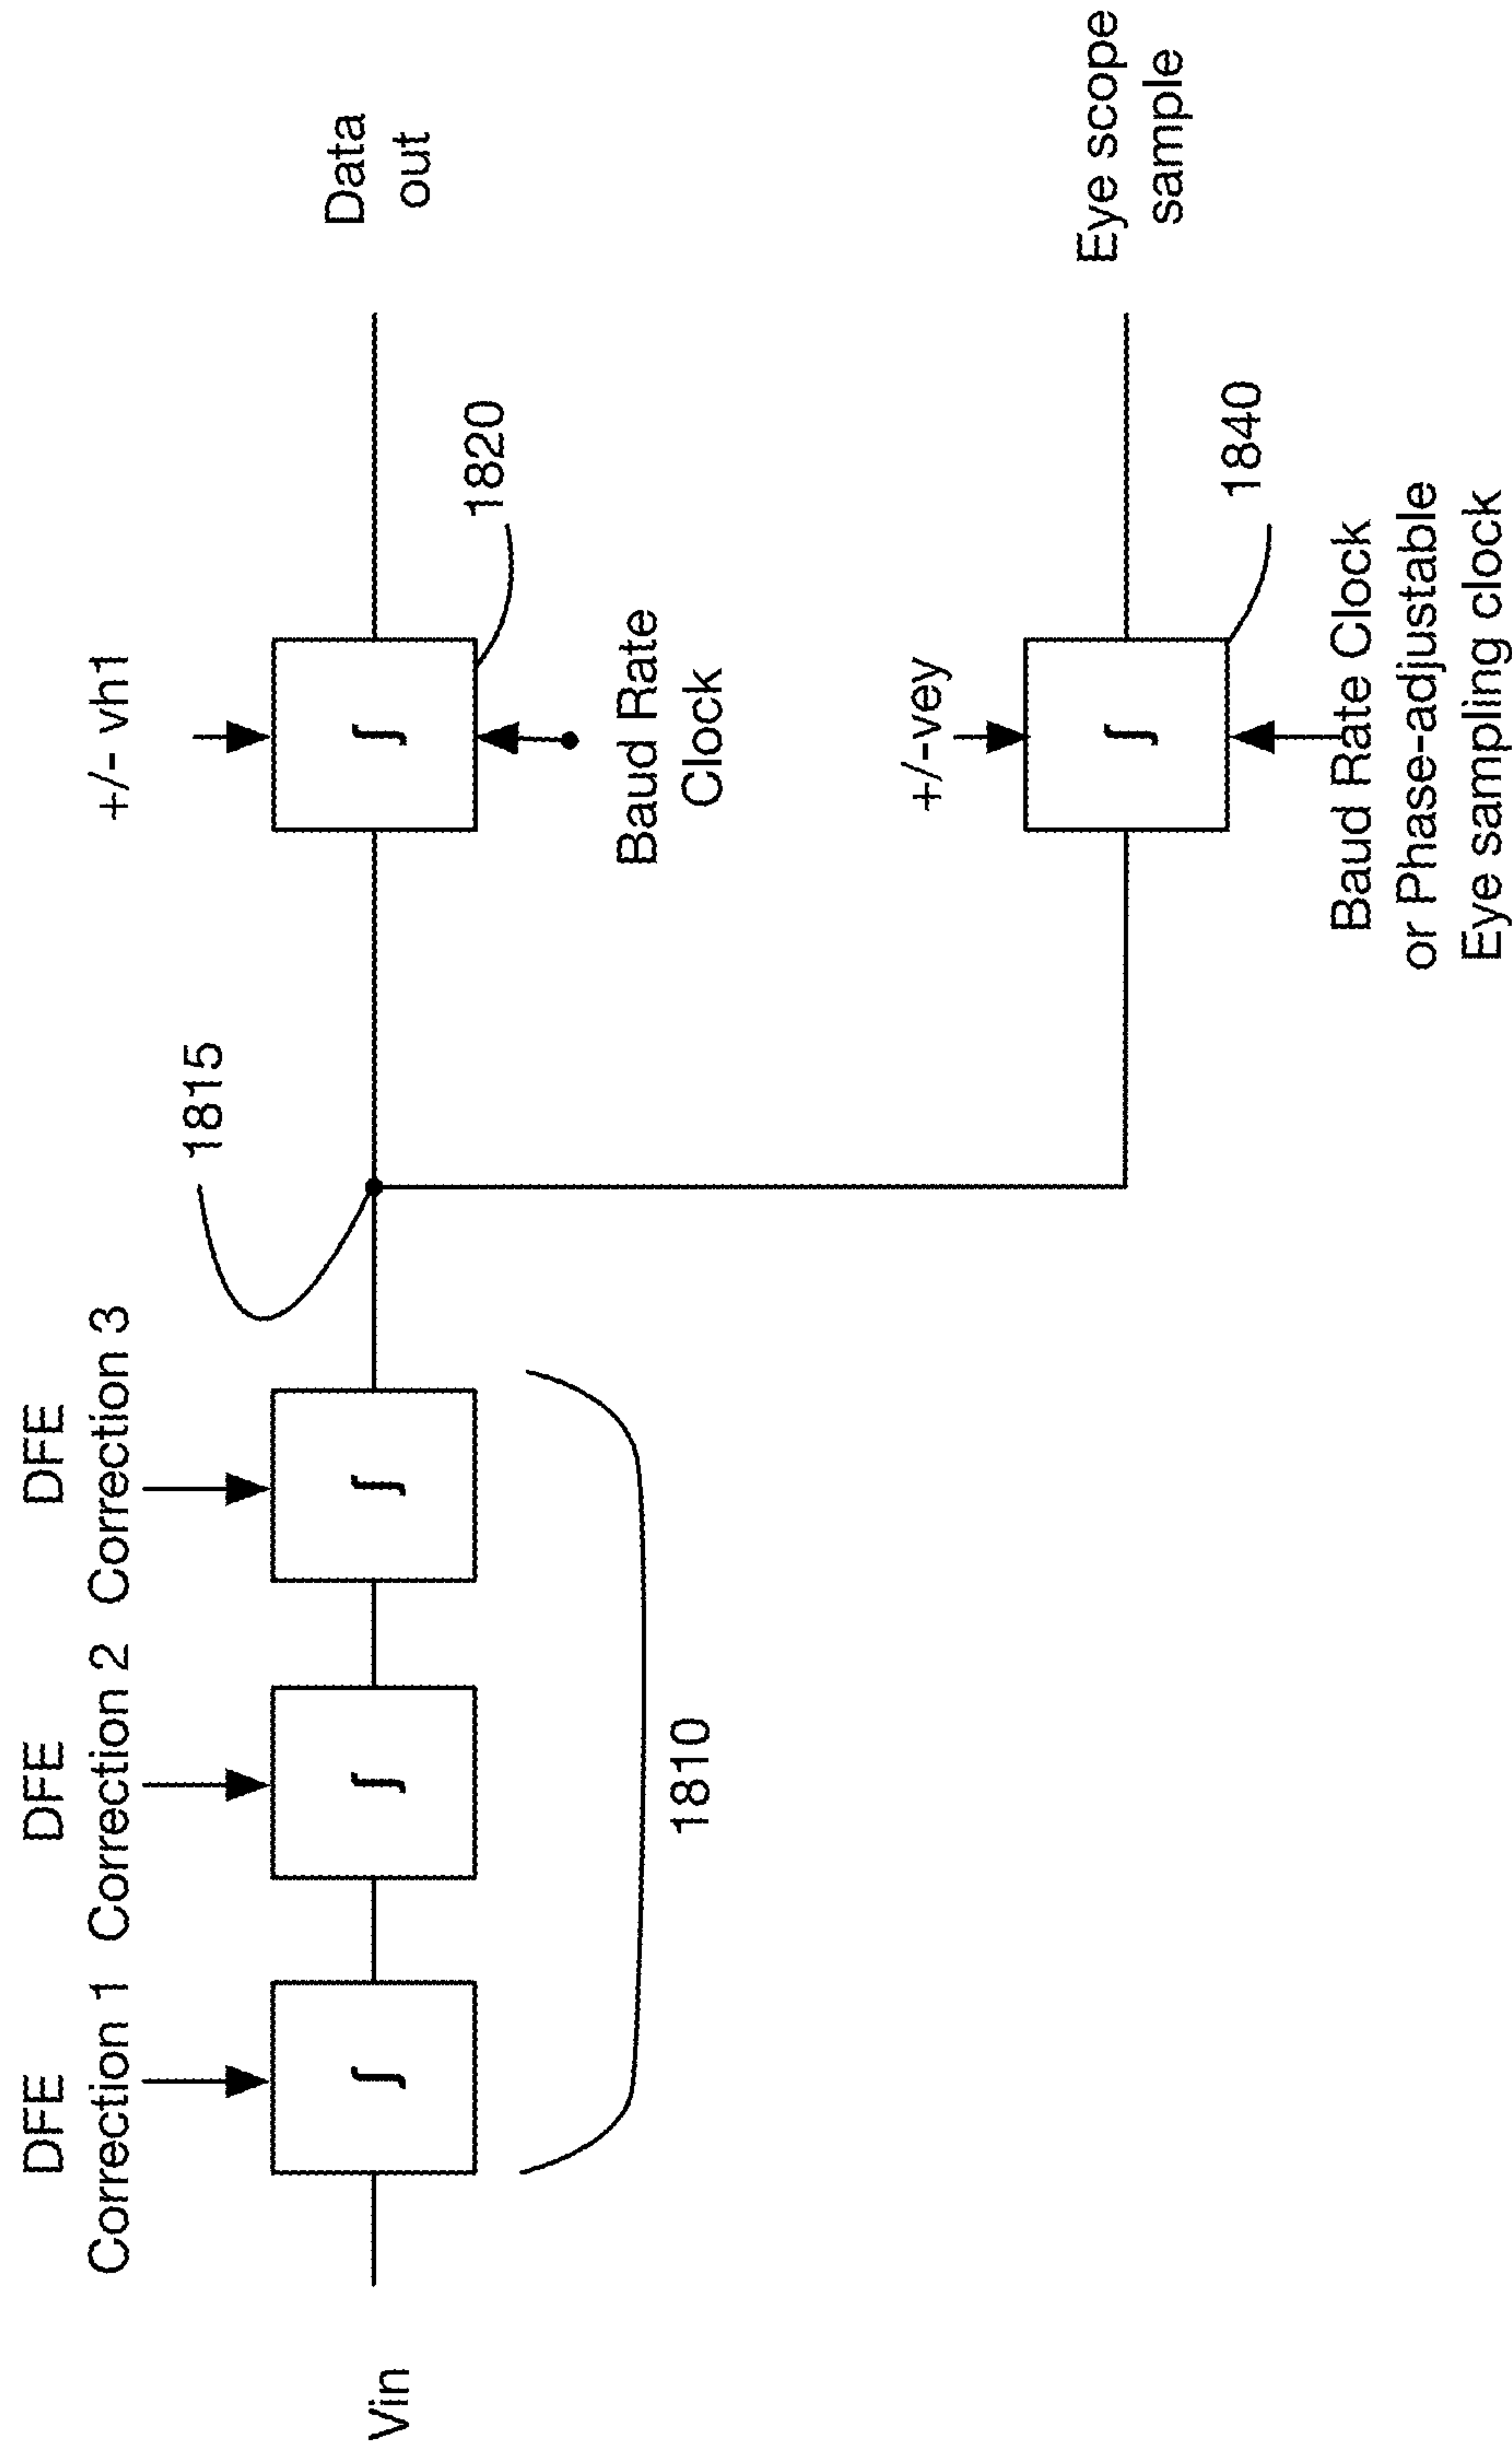 Vin
DFE
Correction 1
DFE
Correction 2
DFE
Correction 3
∫
∫
∫
1810
1815
+/- vh1
∫
1820
Baud Rate
Clock
Data
out
+/-vey
∫
1840
Baud Rate Clock
or Phase-adjustable
Eye sampling clock
Eye scope
sample